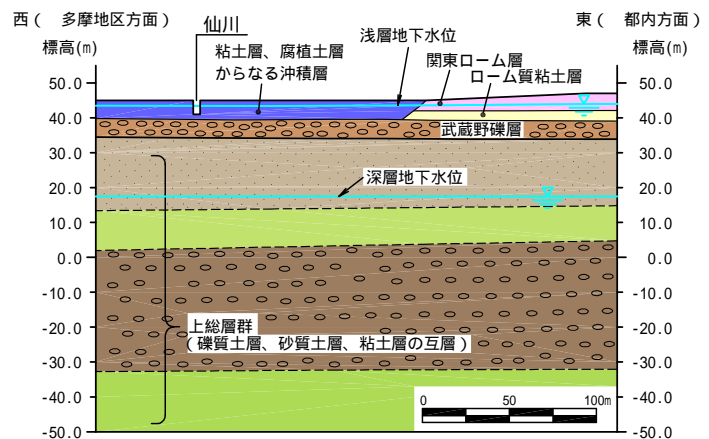 西（ 多摩地区方面）
仙川
東（ 都内方面）
標高(m)
浅層地下水位
標高(m)
粘土層、腐植土層
からなる沖積層
関東ローム層
ローム質粘土層
武蔵野礫層
深層地下水位
上総層群
（礫質土層、砂質土層、粘土層の互層）
50.0
40.0
30.0
20.0
10.0
0.0
-10.0
-20.0
-30.0
-40.0
-50.0
50.0
40.0
30.0
20.0
10.0
0.0
-10.0
-20.0
-30.0
-40.0
-50.0
0 50 100m